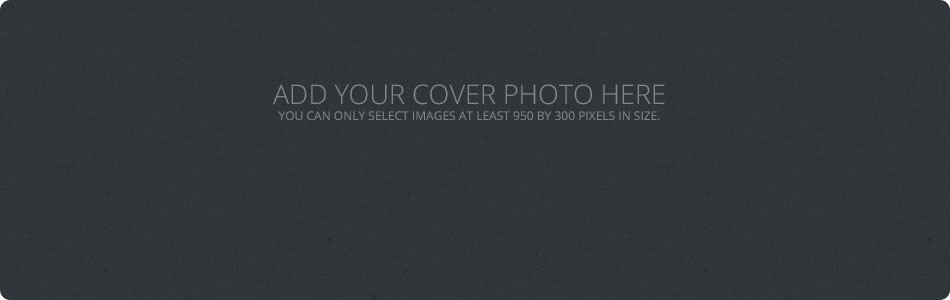 ADD YOUR COVER PHOTO HERE
YOU CAN ONLY SELECT IMAGES AT LEAST 950 BY 300 PIXELS IN SIZE.